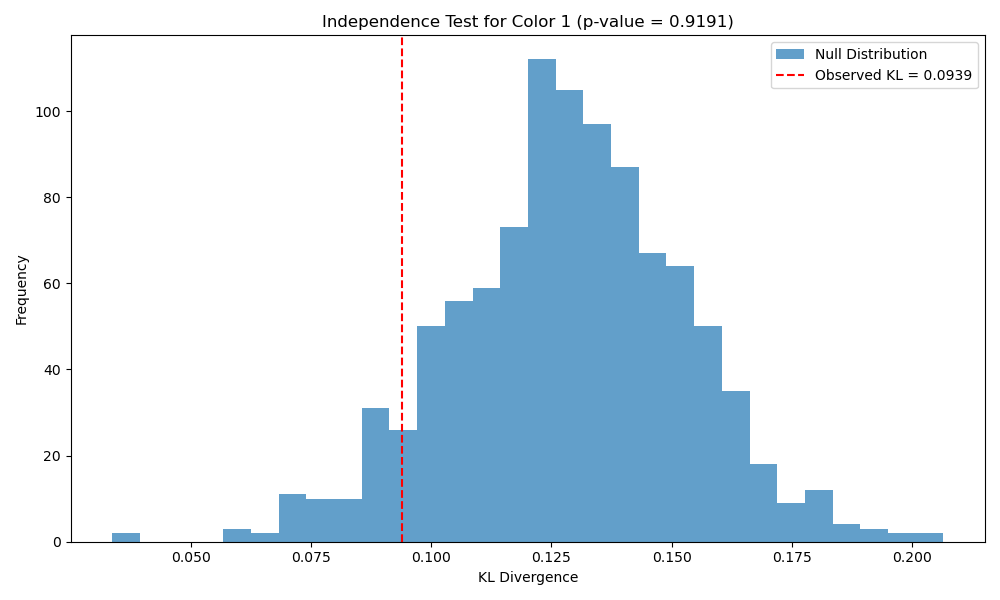 Independence Test for Color 1 (p-value = 0.9191)
Null Distribution
Observed KL = 0.0939
Frequency
100
80
60
40
20
0
0.050 0.075 0.100 0.125 0.150 0.175 0.200
KL Divergence